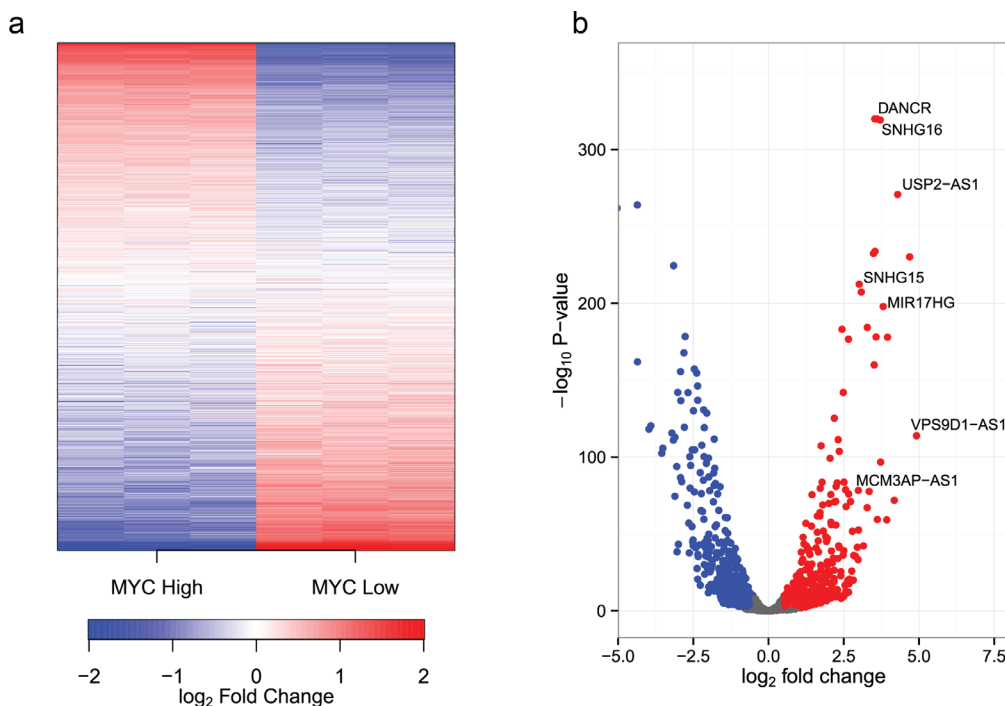 a
MYC High
MYC Low
−2
−1
0
1
2
log2 Fold Change
b
−log10 P−value
300
200
100
0
DANCR
SNHG16
USP2−AS1
SNHG15
MIR17HG
VPS9D1−AS1
MCM3AP−AS1
−5.0
−2.5
0.0
2.5
5.0
7.5
log2 fold change